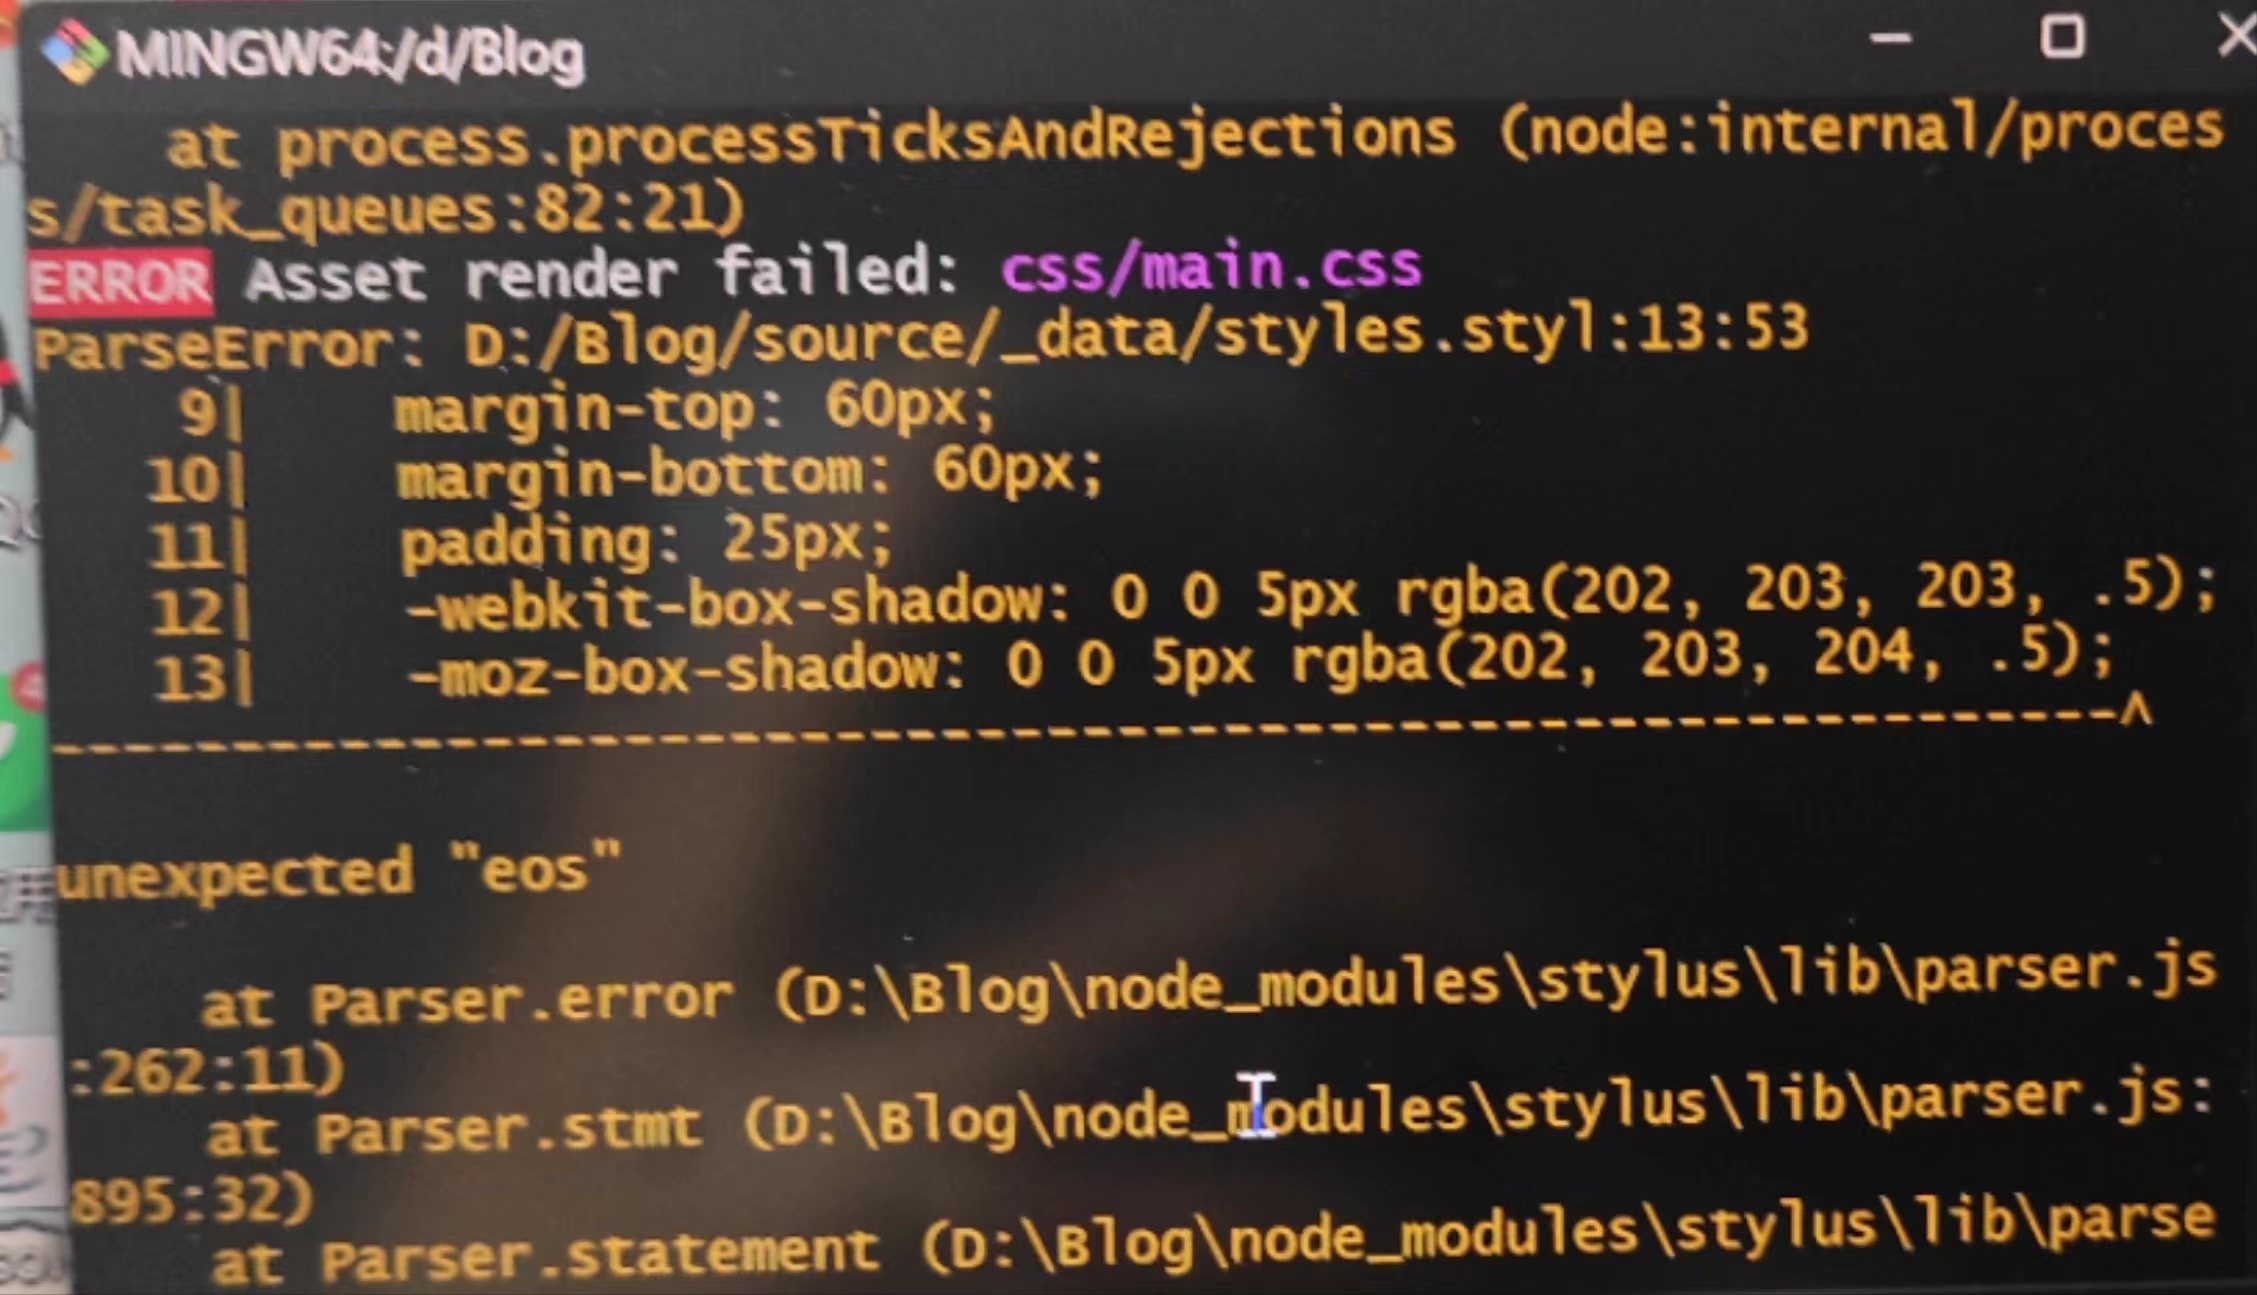 MINGW64:/d/Blog
    at process.processTicksAndRejections (node:internal/proces
s/task_queues:82:21)
ERROR Asset render failed: css/main.css
ParseError: D:/Blog/source/_data/styles.styl:13:53
    9|    margin-top: 60px;
   10|    margin-bottom: 60px;
   11|    padding: 25px;
   12|    -webkit-box-shadow: 0 0 5px rgba(202, 203, 203, .5);
   13|    -moz-box-shadow: 0 0 5px rgba(202, 203, 204, .5);
----------------------------------------------------------^
unexpected "eos"
    at Parser.error (D:\Blog\node_modules\stylus\lib\parser.js
:262:11)
    at Parser.stmt (D:\Blog\node_modules\stylus\lib\parser.js:
895:32)
    at Parser.statement (D:\Blog\node_modules\stylus\lib\parse